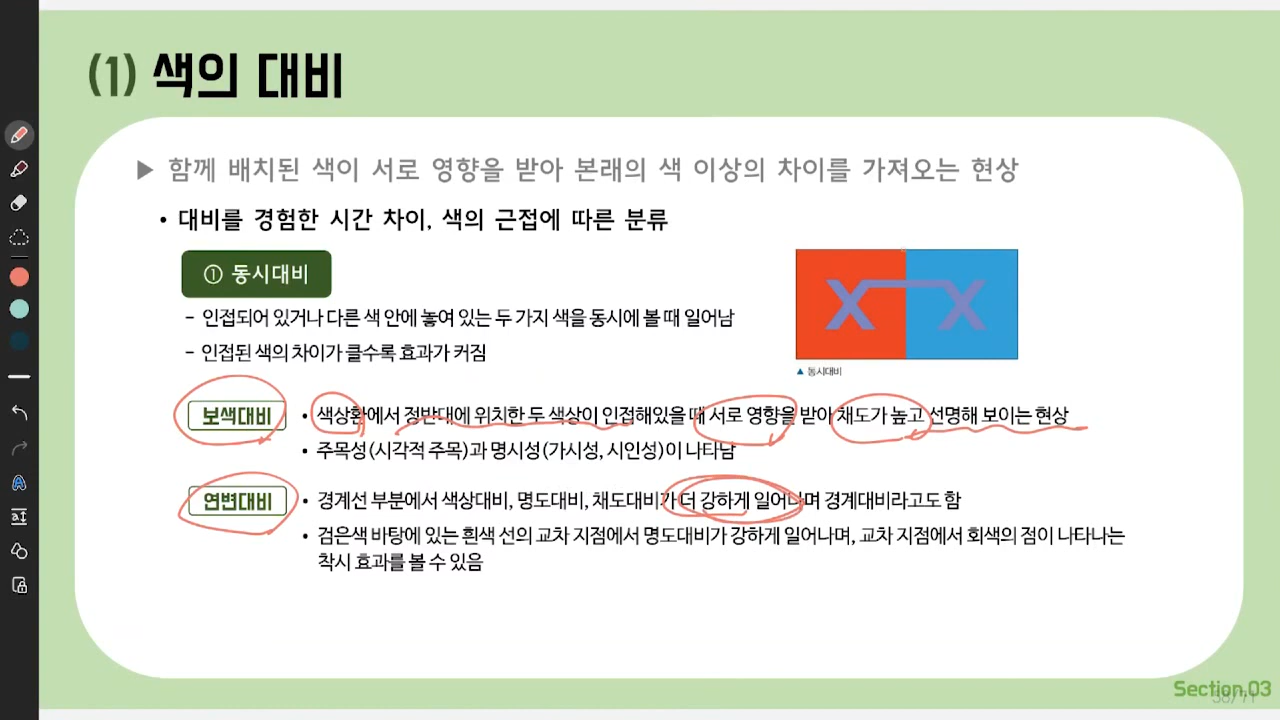 (1) 색의 대비
▶ 함께 배치된 색이 서로 영향을 받아 본래의 색 이상의 차이를 가져오는 현상
• 대비를 경험한 시간 차이, 색의 근접에 따른 분류
① 동시대비
- 인접되어 있거나 다른 색 안에 놓여 있는 두 가지 색을 동시에 볼 때 일어남
- 인접된 색의 차이가 클수록 효과가 커짐
X X
▲ 동시대비
보색대비 • 색상환에서 정반대에 위치한 두 색상이 인접해있을 때 서로 영향을 받아 채도가 높고 선명해 보이는 현상
• 주목성(시각적 주목)과 명시성(가시성, 시인성)이 나타남
연변대비 • 경계선 부분에서 색상대비, 명도대비, 채도대비가 더 강하게 일어나며 경계대비라고도 함
• 검은색 바탕에 있는 흰색 선의 교차 지점에서 명도대비가 강하게 일어나며, 교차 지점에서 회색의 점이 나타나는
착시 효과를 볼 수 있음
Section 03